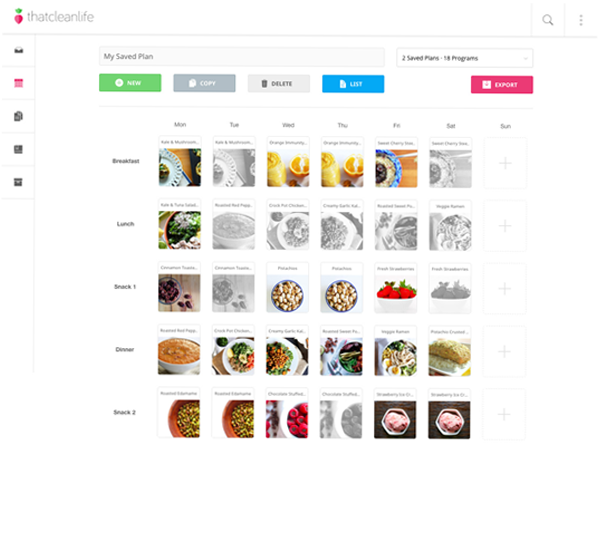 thatcleanlife
My Saved Plan
2 Saved Plans - 18 Programs
NEW
COPY
DELETE
LIST
EXPORT
Mon Tue Wed Thu Fri Sat Sun
Kale & Mushroom... Kale & Mushroom... Orange Immunity... Orange Immunity... Sweet Cherry Stee... Sweet Cherry Stee...
Breakfast
Kale & Tuna Salad... Roasted Red Pepp... Crock Pot Chicken... Creamy Garlic Kal... Roasted Sweet Po... Veggie Ramen
Lunch
Cinnamon Toaste... Cinnamon Toaste... Pistachios Pistachios Fresh Strawberries Fresh Strawberries
Snack 1
Roasted Red Pepp... Crock Pot Chicken... Creamy Garlic Kal... Roasted Sweet Po... Veggie Ramen Pistachio Crusted...
Dinner
Roasted Edamame Roasted Edamame Chocolate Stuffed... Chocolate Stuffed... Strawberry Ice Cr... Strawberry Ice Cr...
Snack 2